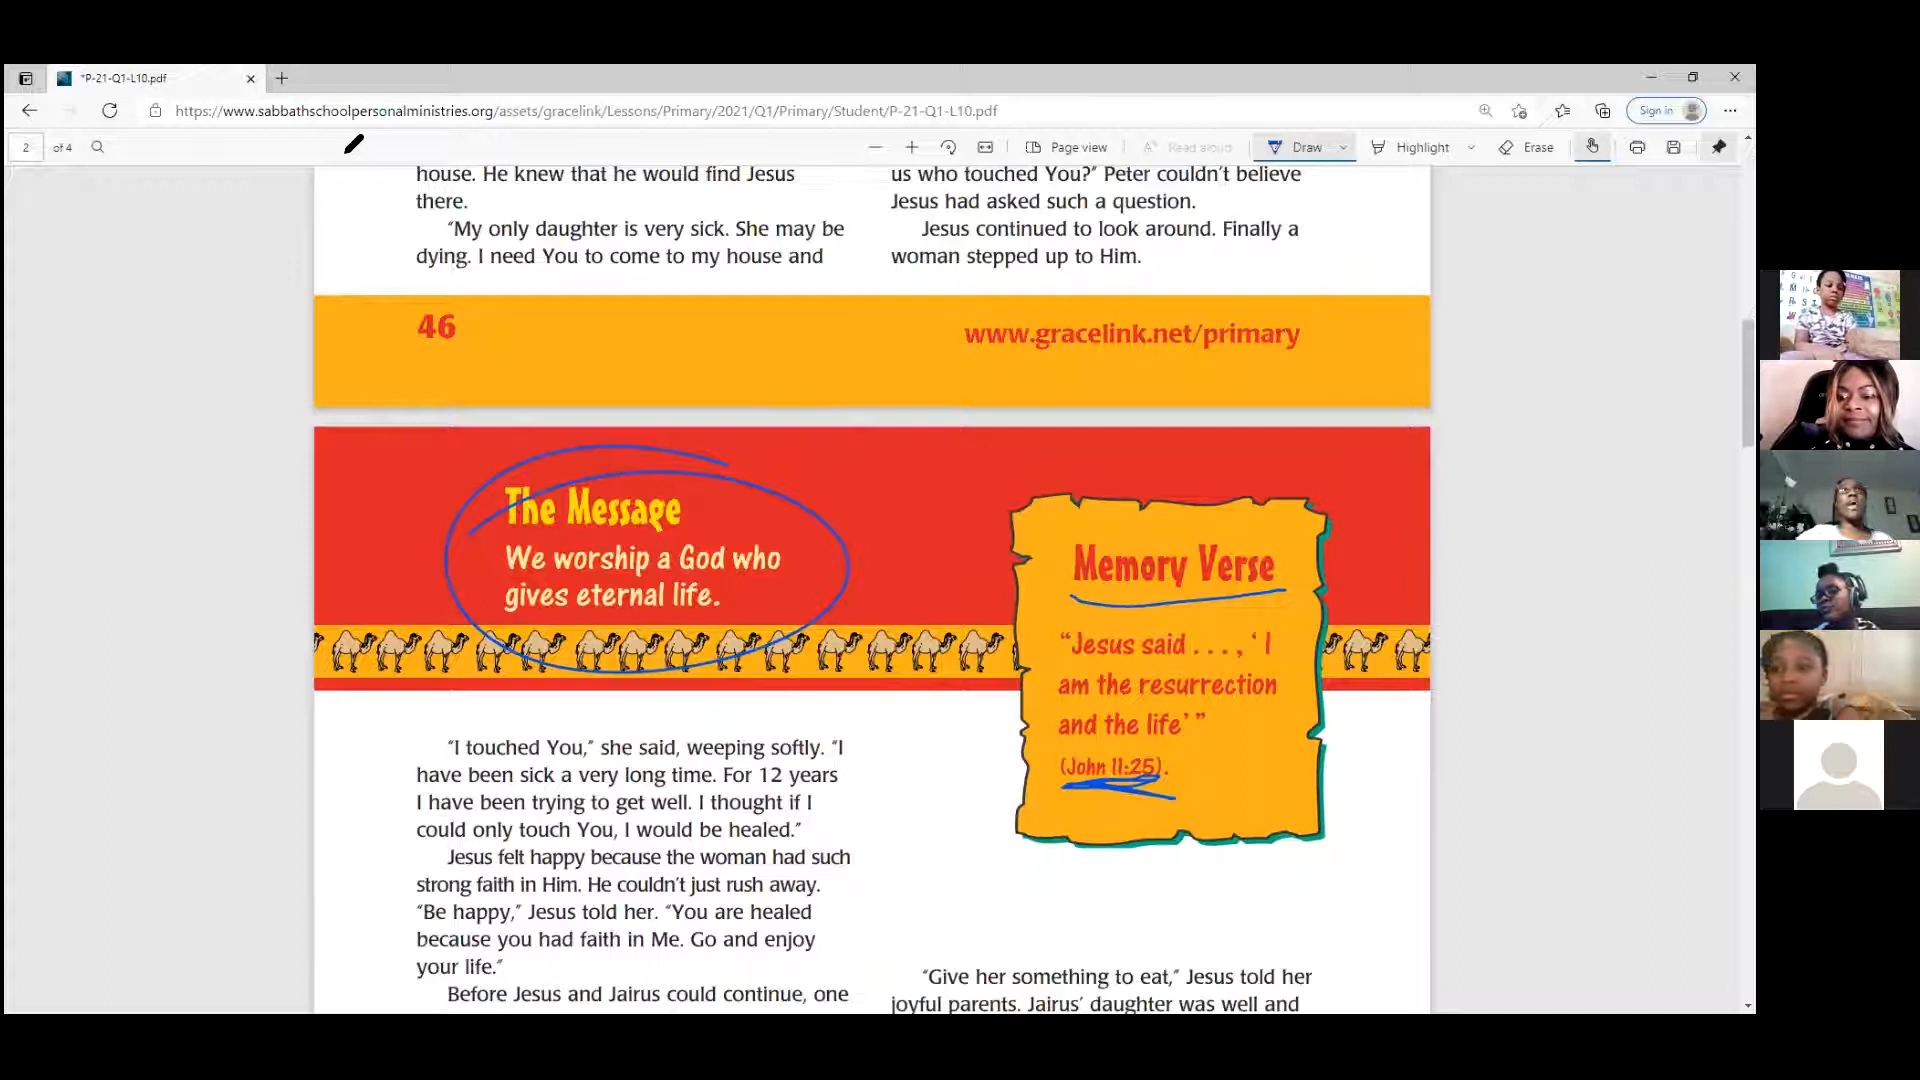 *P-21-Q1-L10.pdf
https://www.sabbathschoolpersonalministries.org/assets/gracelink/Lessons/Primary/2021/Q1/Primary/Student/P-21-Q1-L10.pdf
Sign in
2 of 4
Page view
Read aloud
Draw
Highlight
Erase
house. He knew that he would find Jesus
there.
“My only daughter is very sick. She may be
dying. I need You to come to my house and
us who touched You?” Peter couldn’t believe
Jesus had asked such a question.
Jesus continued to look around. Finally a
woman stepped up to Him.
46
www.gracelink.net/primary
The Message
We worship a God who
gives eternal life.
Memory Verse
“Jesus said . . . , ‘ I
am the resurrection
and the life’ ”
(John 11:25).
“I touched You,” she said, weeping softly. “I
have been sick a very long time. For 12 years
I have been trying to get well. I thought if I
could only touch You, I would be healed.”
Jesus felt happy because the woman had such
strong faith in Him. He couldn’t just rush away.
“Be happy,” Jesus told her. “You are healed
because you had faith in Me. Go and enjoy
your life.”
Before Jesus and Jairus could continue, one
“Give her something to eat,” Jesus told her
joyful parents. Jairus’ daughter was well and